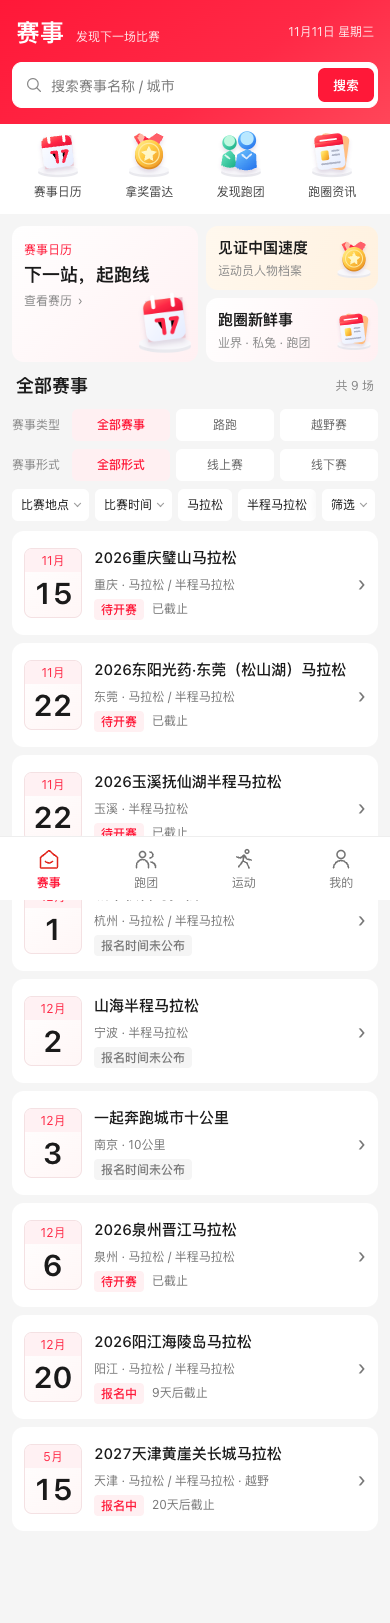 赛事 发现下一场比赛 11月11日 星期三
搜索赛事名称 / 城市 搜索
赛事日历 拿奖雷达 发现跑团 跑圈资讯
赛事日历
下一站，起跑线
查看赛历 ›
见证中国速度
运动员人物档案
跑圈新鲜事
业界 · 私兔 · 跑团
全部赛事 共 9 场
赛事类型 全部赛事 路跑 越野赛
赛事形式 全部形式 线上赛 线下赛
比赛地点 比赛时间 马拉松 半程马拉松 筛选
11月
15
2026重庆璧山马拉松
重庆 · 马拉松 / 半程马拉松
待开赛 已截止
11月
22
2026东阳光药·东莞（松山湖）马拉松
东莞 · 马拉松 / 半程马拉松
待开赛 已截止
11月
22
2026玉溪抚仙湖半程马拉松
玉溪 · 半程马拉松
待开赛 已截止
赛事 跑团 运动 我的
1
杭州 · 马拉松 / 半程马拉松
报名时间未公布
12月
2
山海半程马拉松
宁波 · 半程马拉松
报名时间未公布
12月
3
一起奔跑城市十公里
南京 · 10公里
报名时间未公布
12月
6
2026泉州晋江马拉松
泉州 · 马拉松 / 半程马拉松
待开赛 已截止
12月
20
2026阳江海陵岛马拉松
阳江 · 马拉松 / 半程马拉松
报名中 9天后截止
5月
15
2027天津黄崖关长城马拉松
天津 · 马拉松 / 半程马拉松 · 越野
报名中 20天后截止